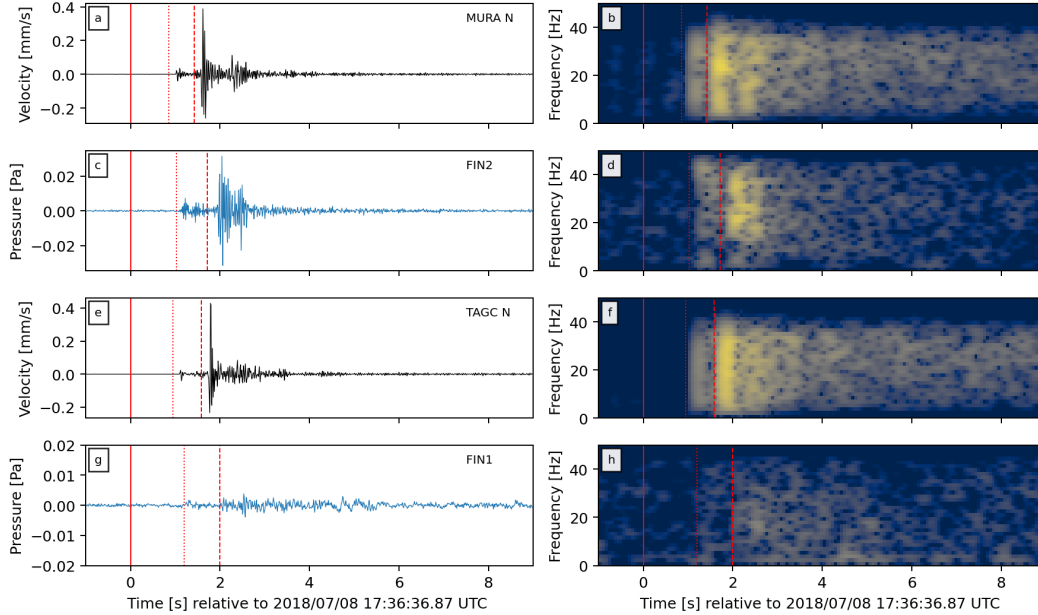 a
MURA N
Velocity [mm/s]
0.4
0.2
0.0
−0.2
b
Frequency [Hz]
40
20
0
c
FIN2
Pressure [Pa]
0.02
0.00
−0.02
d
Frequency [Hz]
40
20
0
e
TAGC N
Velocity [mm/s]
0.4
0.2
0.0
−0.2
f
Frequency [Hz]
40
20
0
g
FIN1
Pressure [Pa]
0.02
0.01
0.00
−0.01
−0.02
h
Frequency [Hz]
40
20
0
0 2 4 6 8
0 2 4 6 8
Time [s] relative to 2018/07/08 17:36:36.87 UTC
Time [s] relative to 2018/07/08 17:36:36.87 UTC